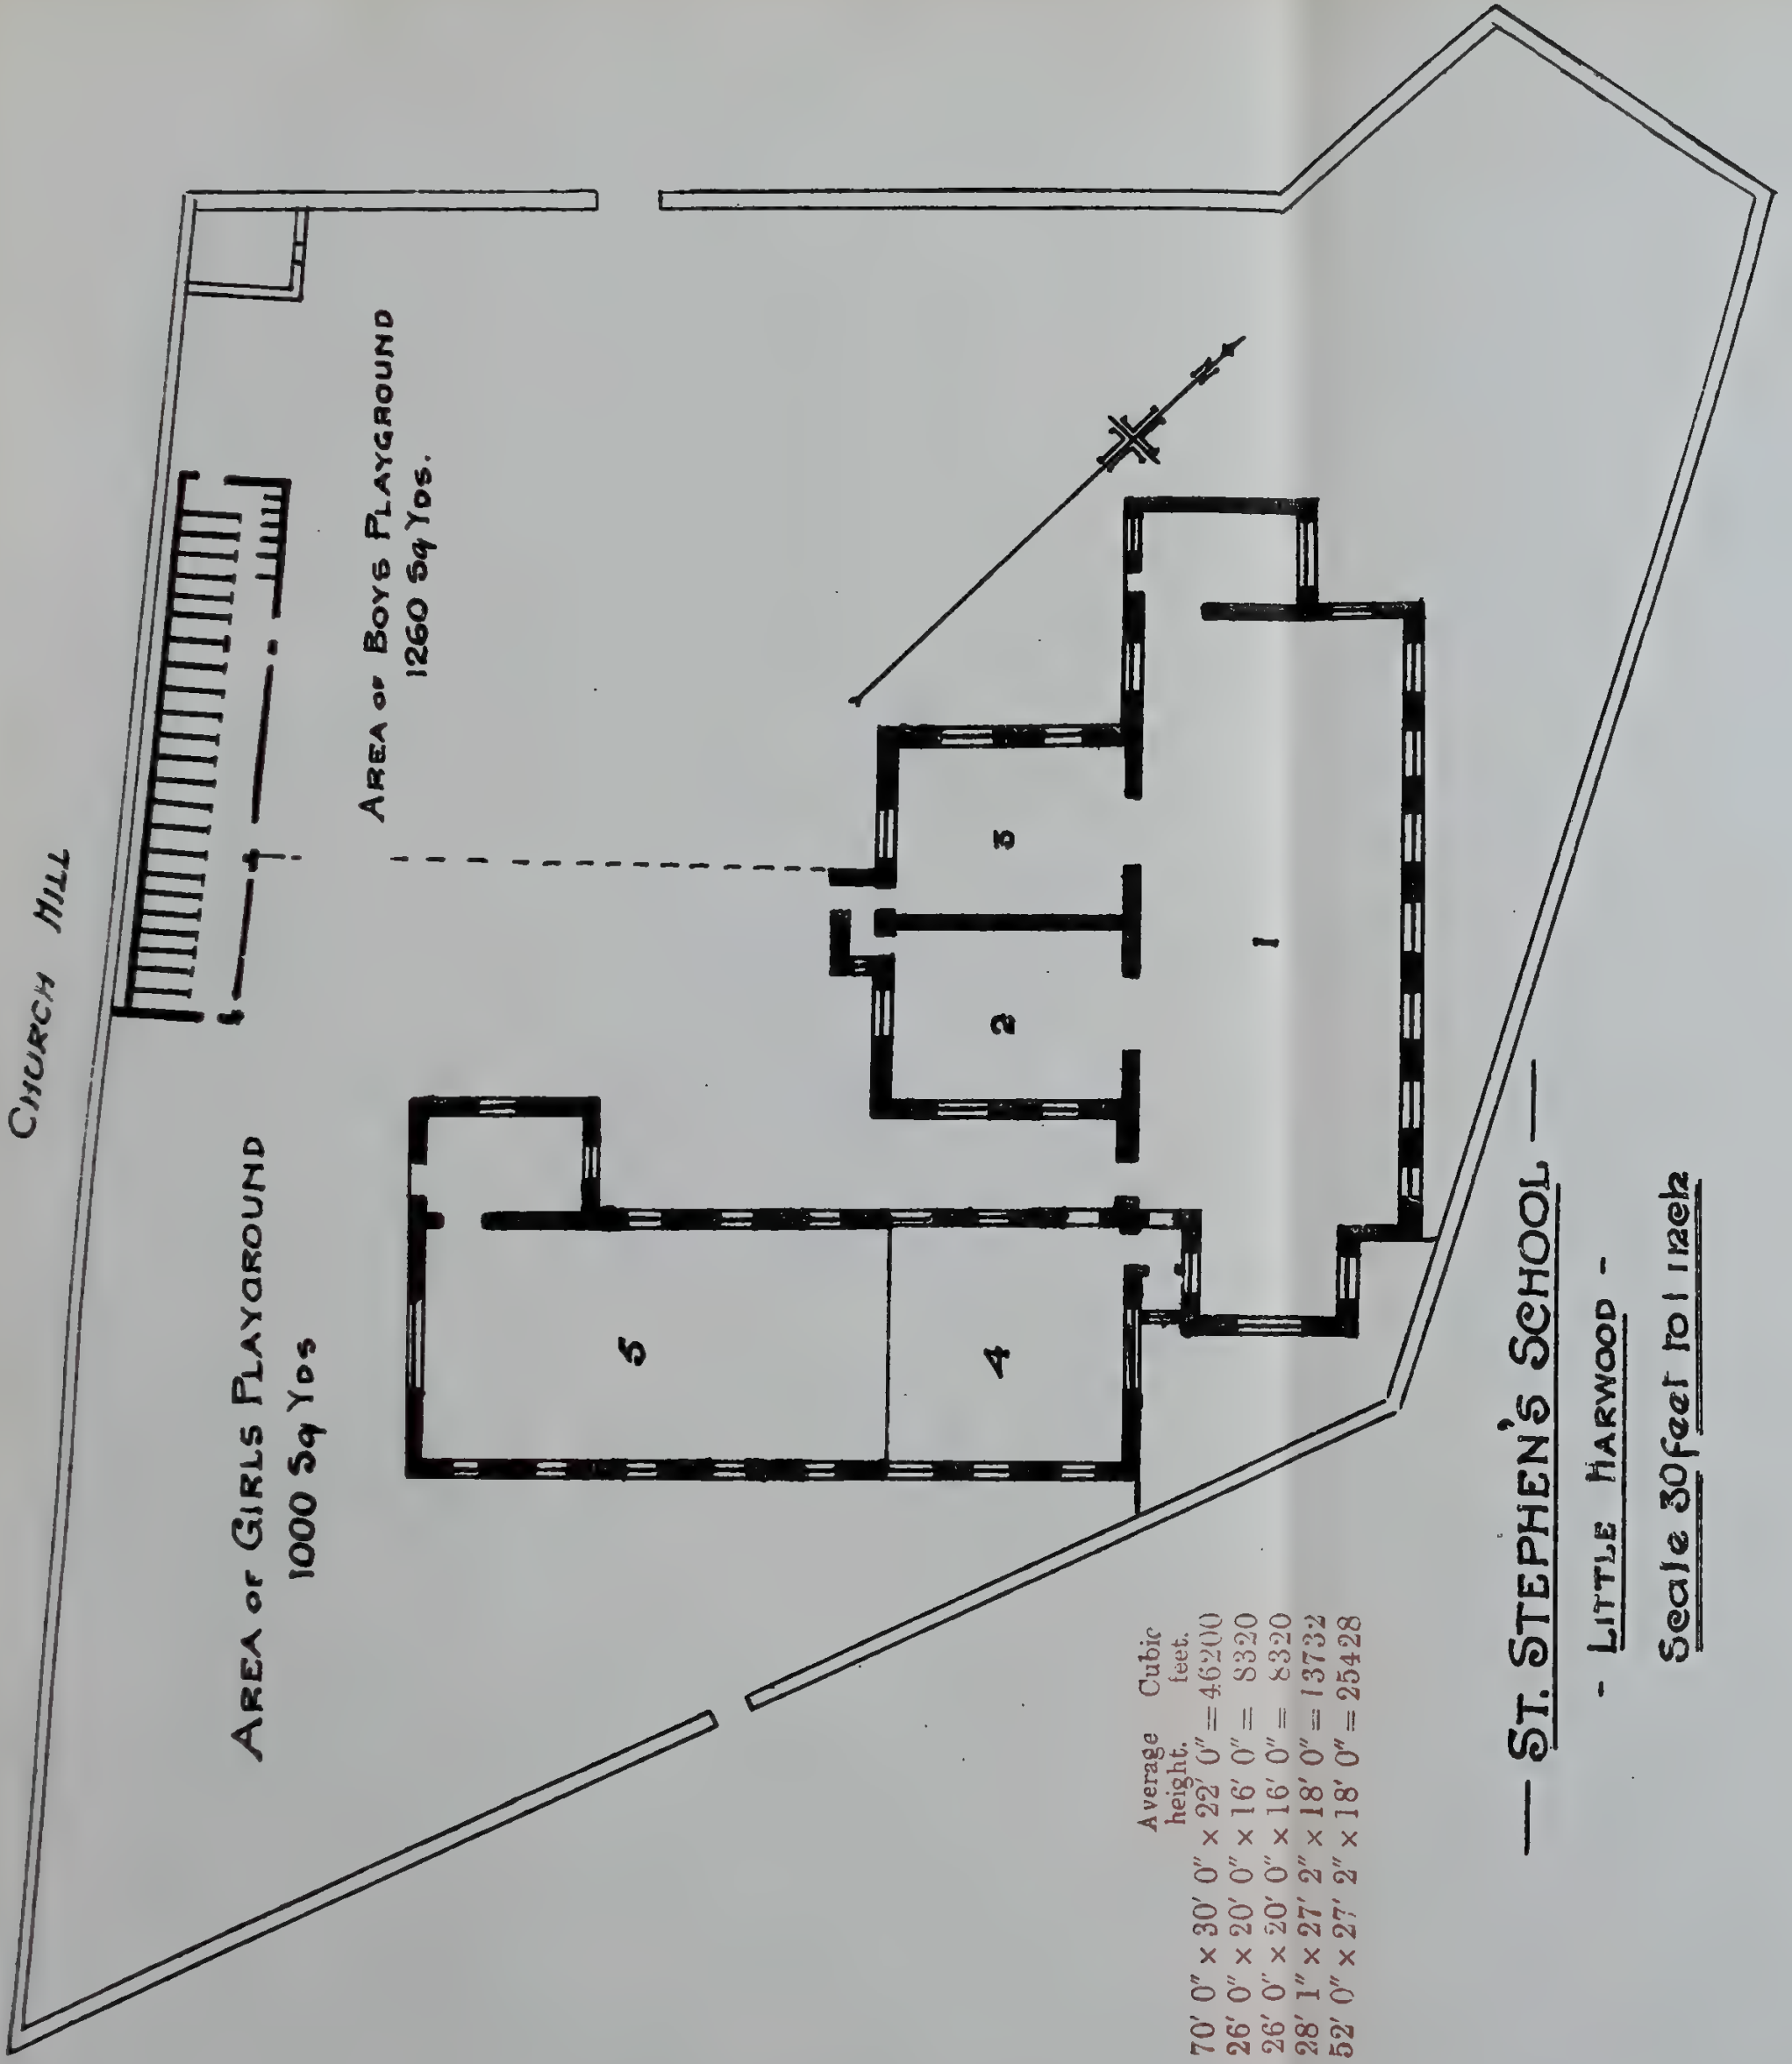 CHURCH HILL
AREA OF GIRLS PLAYGROUND
1000 Sq YDS
AREA OF BOYS PLAYGROUND
1260 Sq YDS.
N
5
4
2
3
1
Average Cubic
height. feet.
70′ 0″ × 30′ 0″ × 22′ 0″ = 46200
26′ 0″ × 20′ 0″ × 16′ 0″ = 8320
26′ 0″ × 20′ 0″ × 16′ 0″ = 8320
28′ 1″ × 27′ 2″ × 18′ 0″ = 13732
52′ 0″ × 27′ 2″ × 18′ 0″ = 25428
— ST. STEPHEN'S SCHOOL —
- LITTLE HARWOOD -
Scale 30 feet to 1 inch